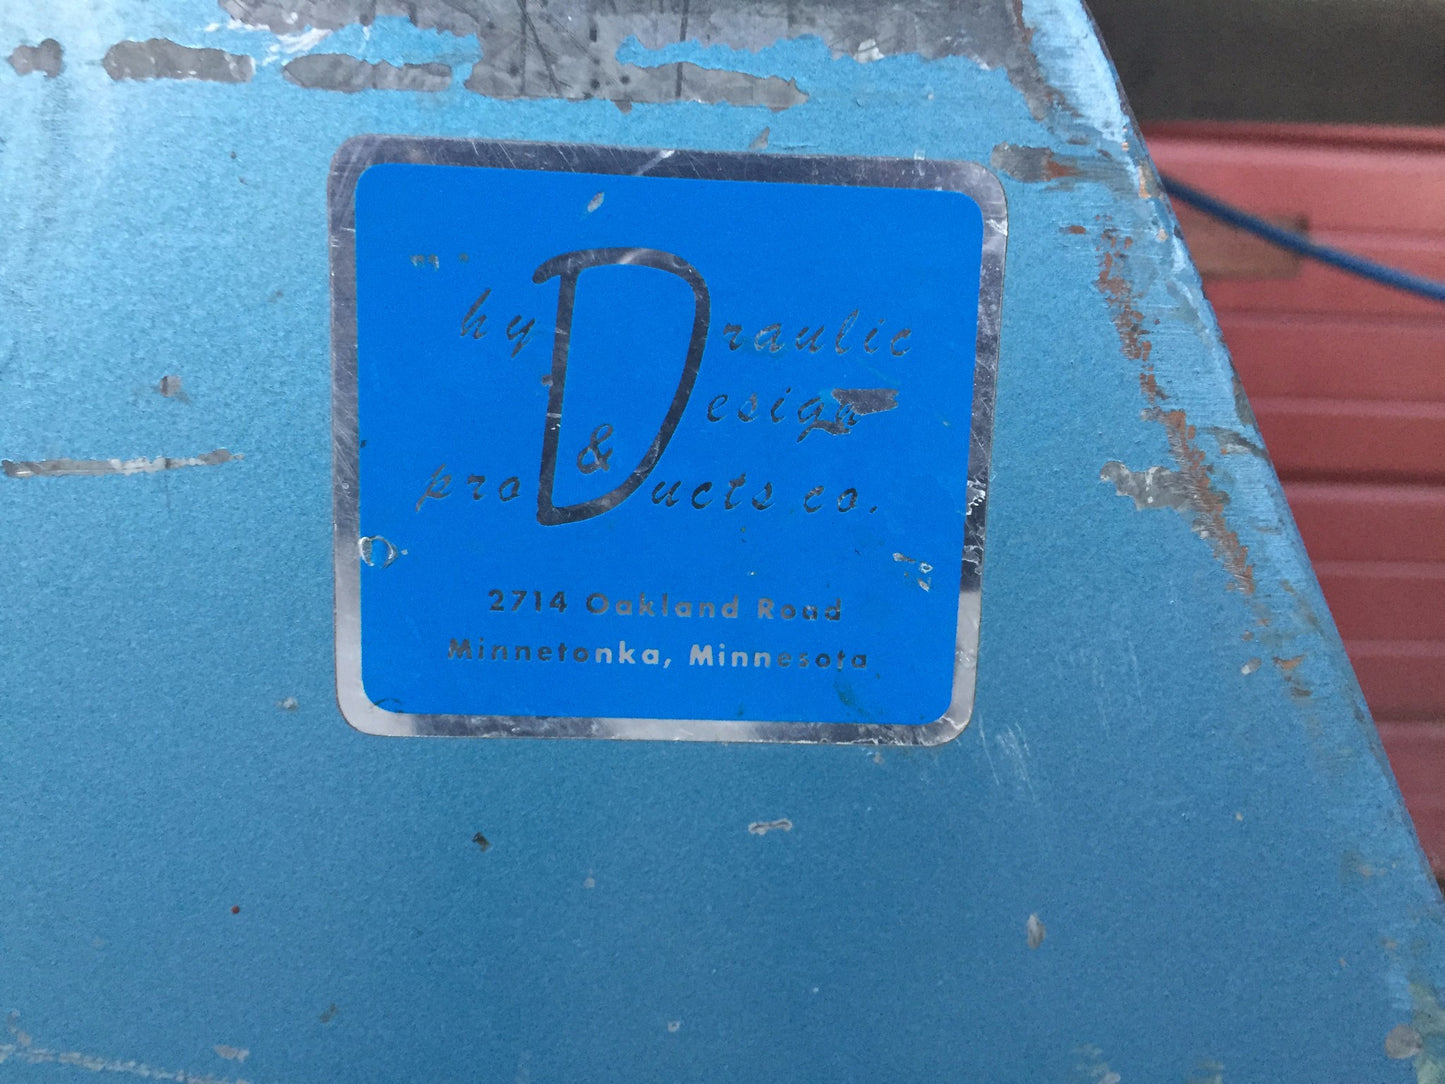 hyDraulic
Design
&
proDucts co.
2714 Oakland Road
Minnetonka, Minnesota